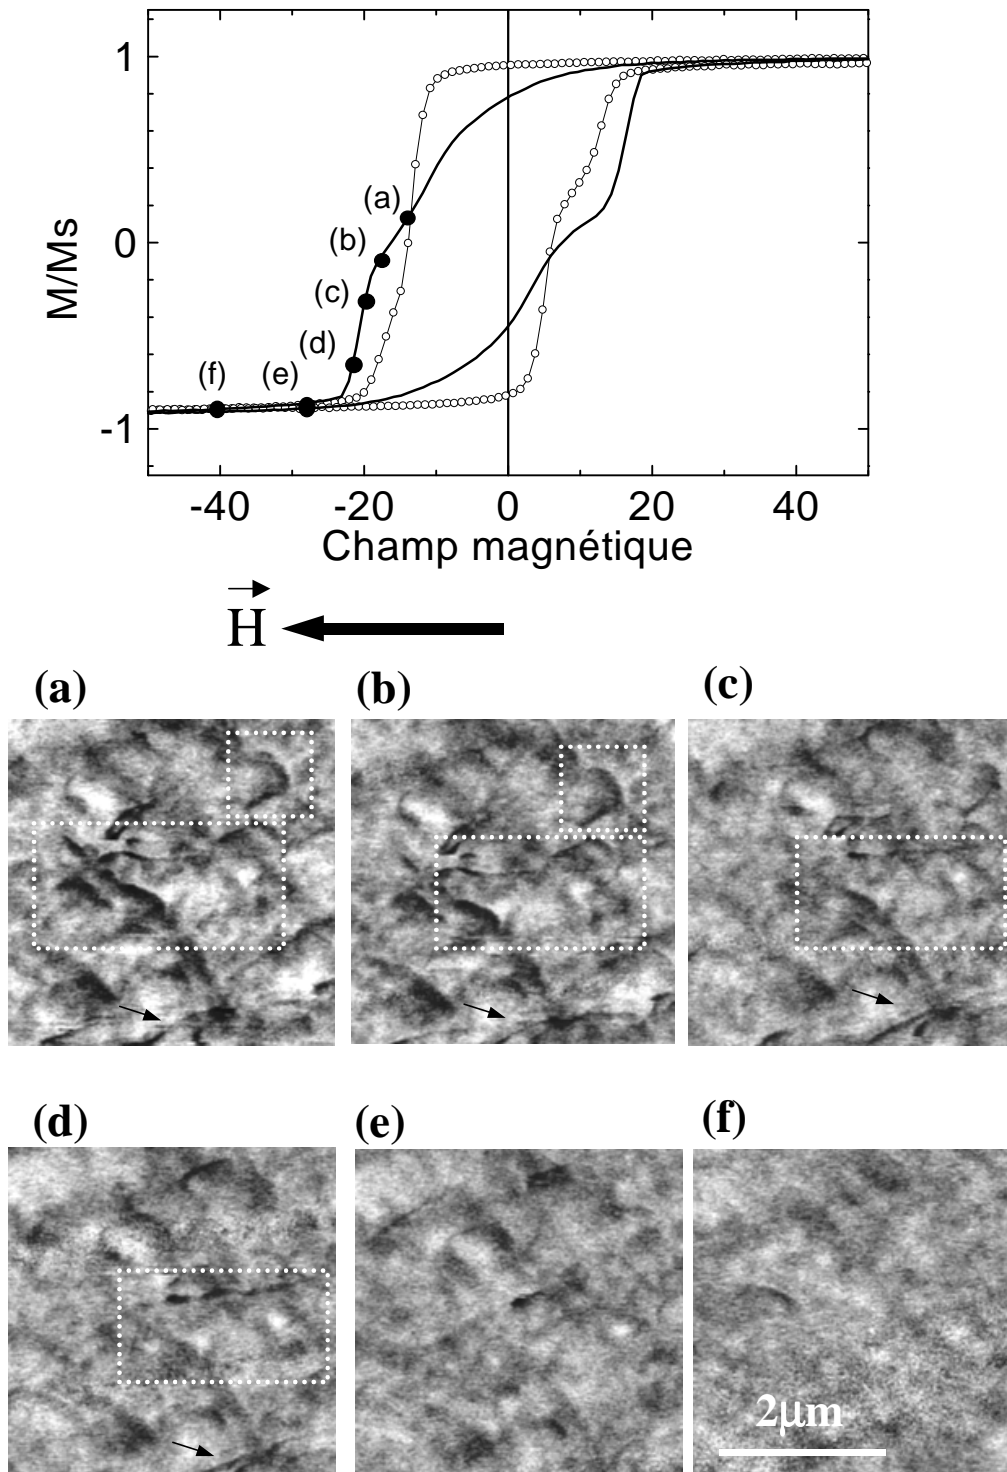 1
0
-1
M/Ms
(a)
(b)
(c)
(d)
(e)
(f)
-40 -20 0 20 40
Champ magnétique
H
(a) (b) (c)
(d) (e) (f)
2μm